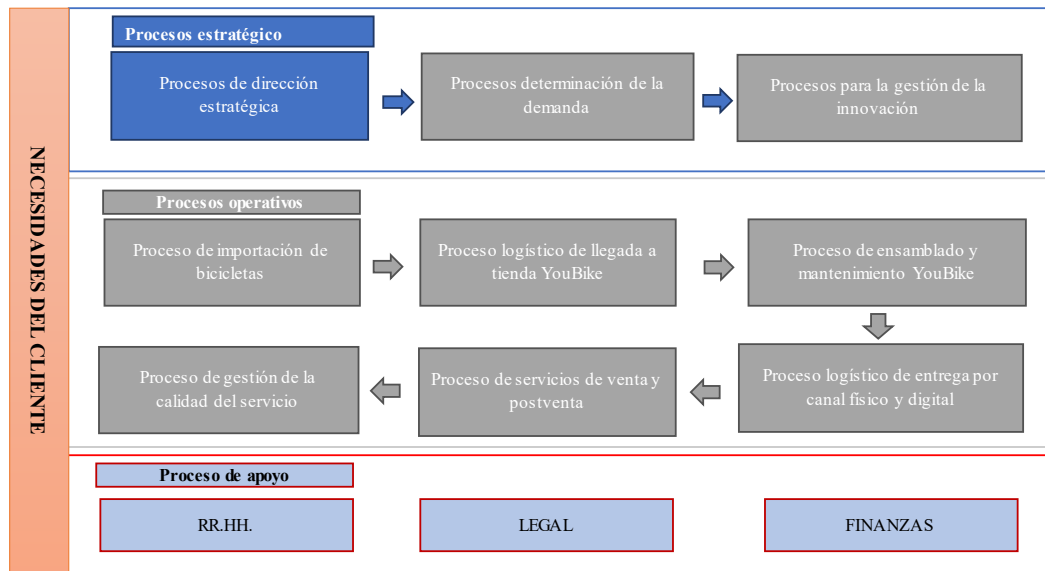 NECESIDADES DEL CLIENTE
Procesos estratégico
Procesos de dirección
estratégica
Procesos determinación de la
demanda
Procesos para la gestión de la
innovación
Procesos operativos
Proceso de importación de
bicicletas
Proceso logístico de llegada a
tienda YouBike
Proceso de ensamblado y
mantenimiento YouBike
Proceso de gestión de la
calidad del servicio
Proceso de servicios de venta y
postventa
Proceso logístico de entrega por
canal físico y digital
Proceso de apoyo
RR.HH.
LEGAL
FINANZAS